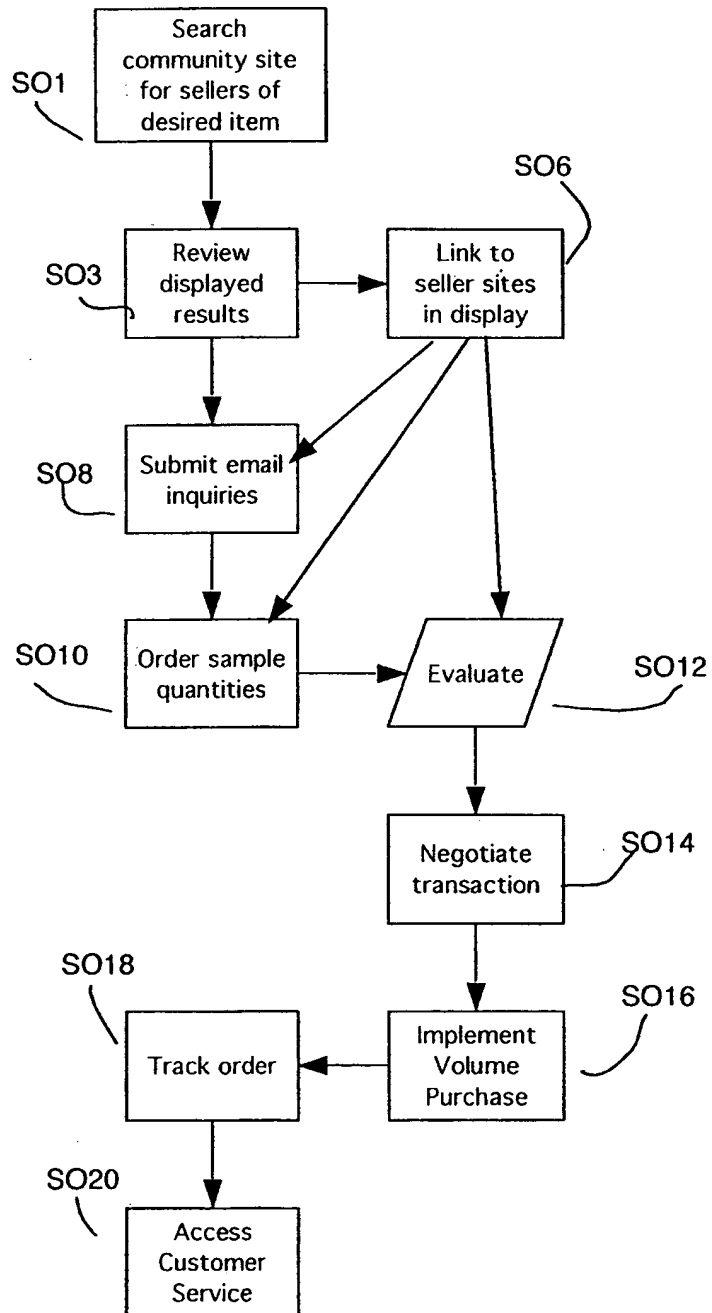 Search
community site
for sellers of
desired item
SO1
SO6
Review
displayed
results
SO3
Link to
seller sites
in display
Submit email
inquiries
SO8
Order sample
quantities
SO10
Evaluate
SO12
Negotiate
transaction
SO14
SO18
SO16
Track order
Implement
Volume
Purchase
SO20
Access
Customer
Service